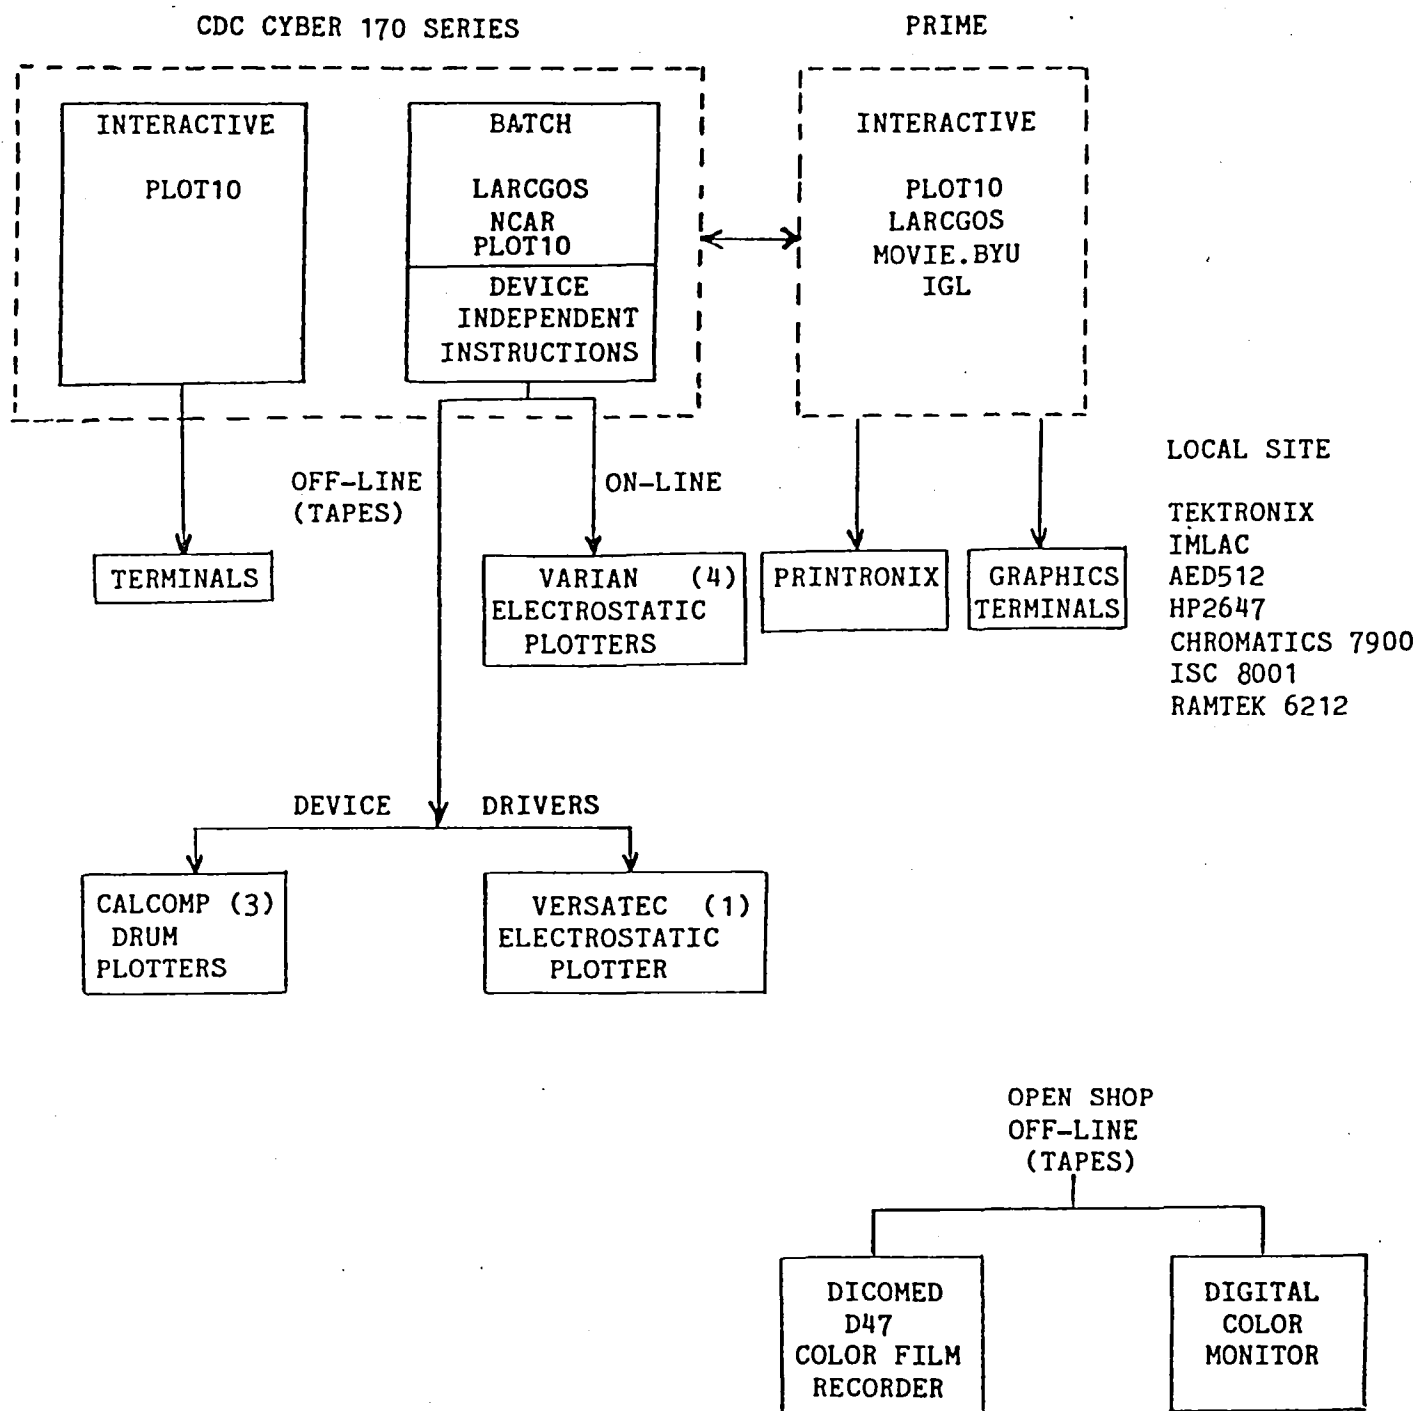 CDC CYBER 170 SERIES
PRIME
INTERACTIVE
PLOT10
BATCH
LARCGOS
NCAR
PLOT10
DEVICE
INDEPENDENT
INSTRUCTIONS
INTERACTIVE
PLOT10
LARCGOS
MOVIE.BYU
IGL
OFF-LINE
(TAPES)
ON-LINE
TERMINALS
VARIAN (4)
ELECTROSTATIC
PLOTTERS
PRINTRONIX
GRAPHICS
TERMINALS
LOCAL SITE
TEKTRONIX
IMLAC
AED512
HP2647
CHROMATICS 7900
ISC 8001
RAMTEK 6212
DEVICE DRIVERS
CALCOMP (3)
DRUM
PLOTTERS
VERSATEC (1)
ELECTROSTATIC
PLOTTER
OPEN SHOP
OFF-LINE
(TAPES)
DICOMED
D47
COLOR FILM
RECORDER
DIGITAL
COLOR
MONITOR